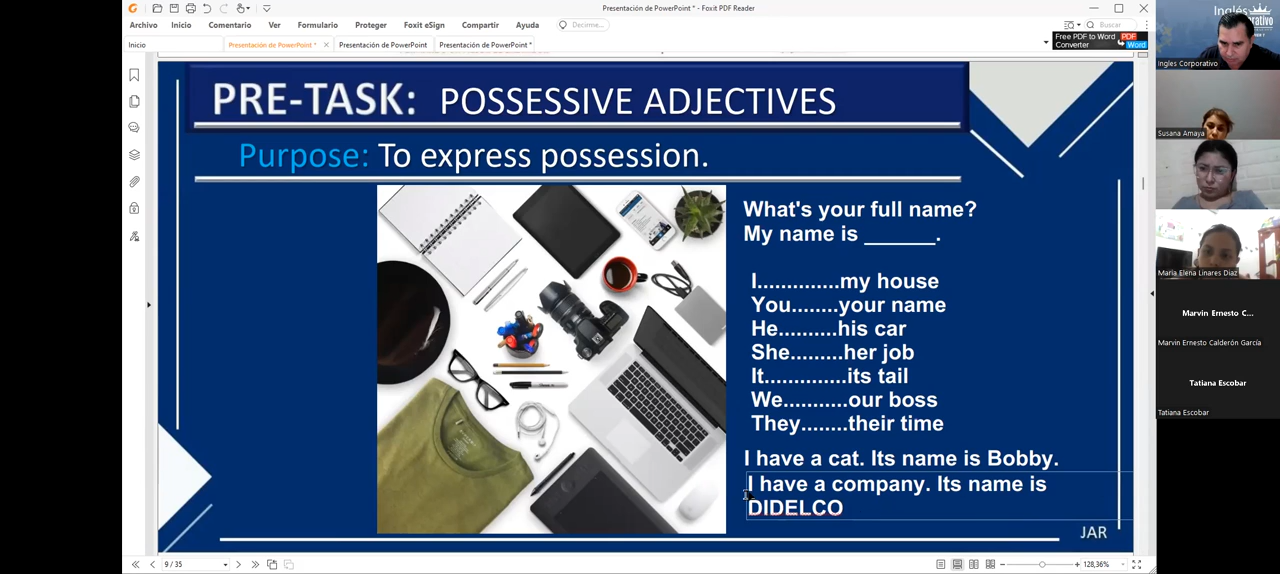 Presentación de PowerPoint * - Foxit PDF Reader
Archivo Inicio Comentario Ver Formulario Proteger Foxit eSign Compartir Ayuda Decirme... Buscar
Inicio Presentación de PowerPoint * Presentación de PowerPoint Presentación de PowerPoint *
Free PDF to Word Converter
PDF
Word
PRE-TASK: POSSESSIVE ADJECTIVES
Purpose: To express possession.
What's your full name?
My name is ______.
I..............my house
You........your name
He..........his car
She.........her job
It..............its tail
We...........our boss
They........their time
I have a cat. Its name is Bobby.
I have a company. Its name is
DIDELCO
JAR
9 / 35
128,36%
Inglés
Ingles Corporativo
Susana Amaya
María Elena Linares Diaz
Marvin Ernesto C...
Marvin Ernesto Calderón García
Tatiana Escobar
Tatiana Escobar